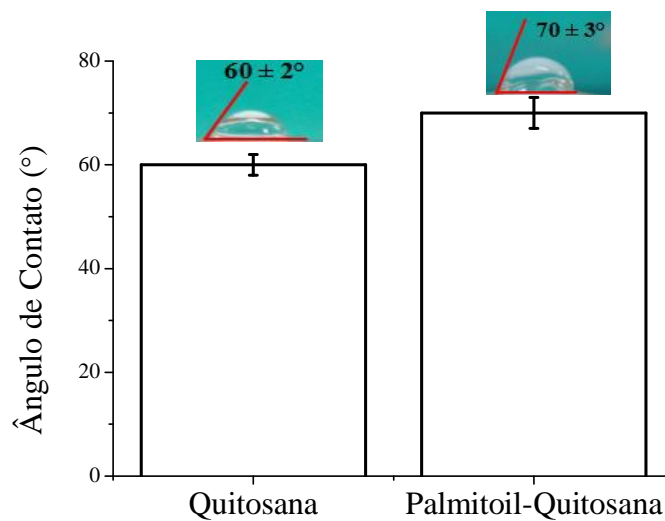 60 ± 2°
70 ± 3°
80
60
40
20
0
Ângulo de Contato (°)
Quitosana
Palmitoil-Quitosana